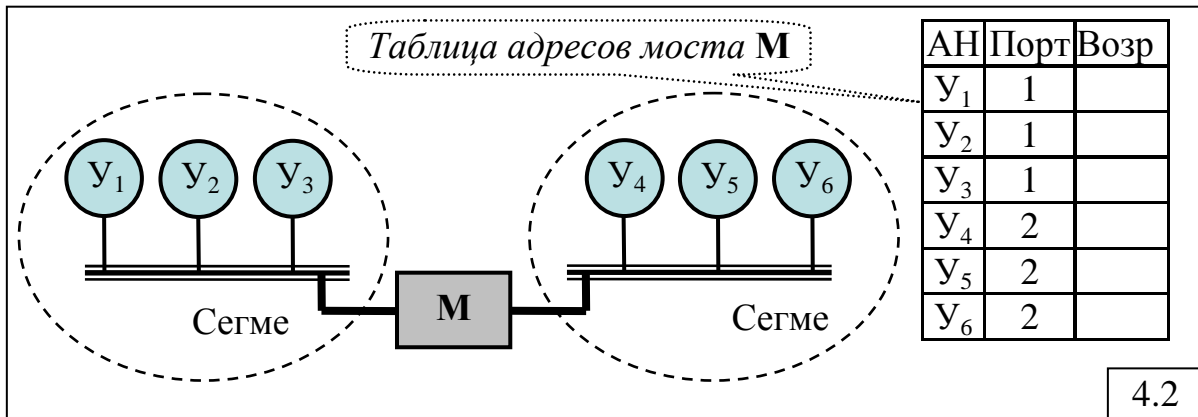 Таблица адресов моста М
АН Порт Возр
У1 1
У2 1
У3 1
У4 2
У5 2
У6 2
У1 У2 У3
У4 У5 У6
М
Сегме
Сегме
4.2